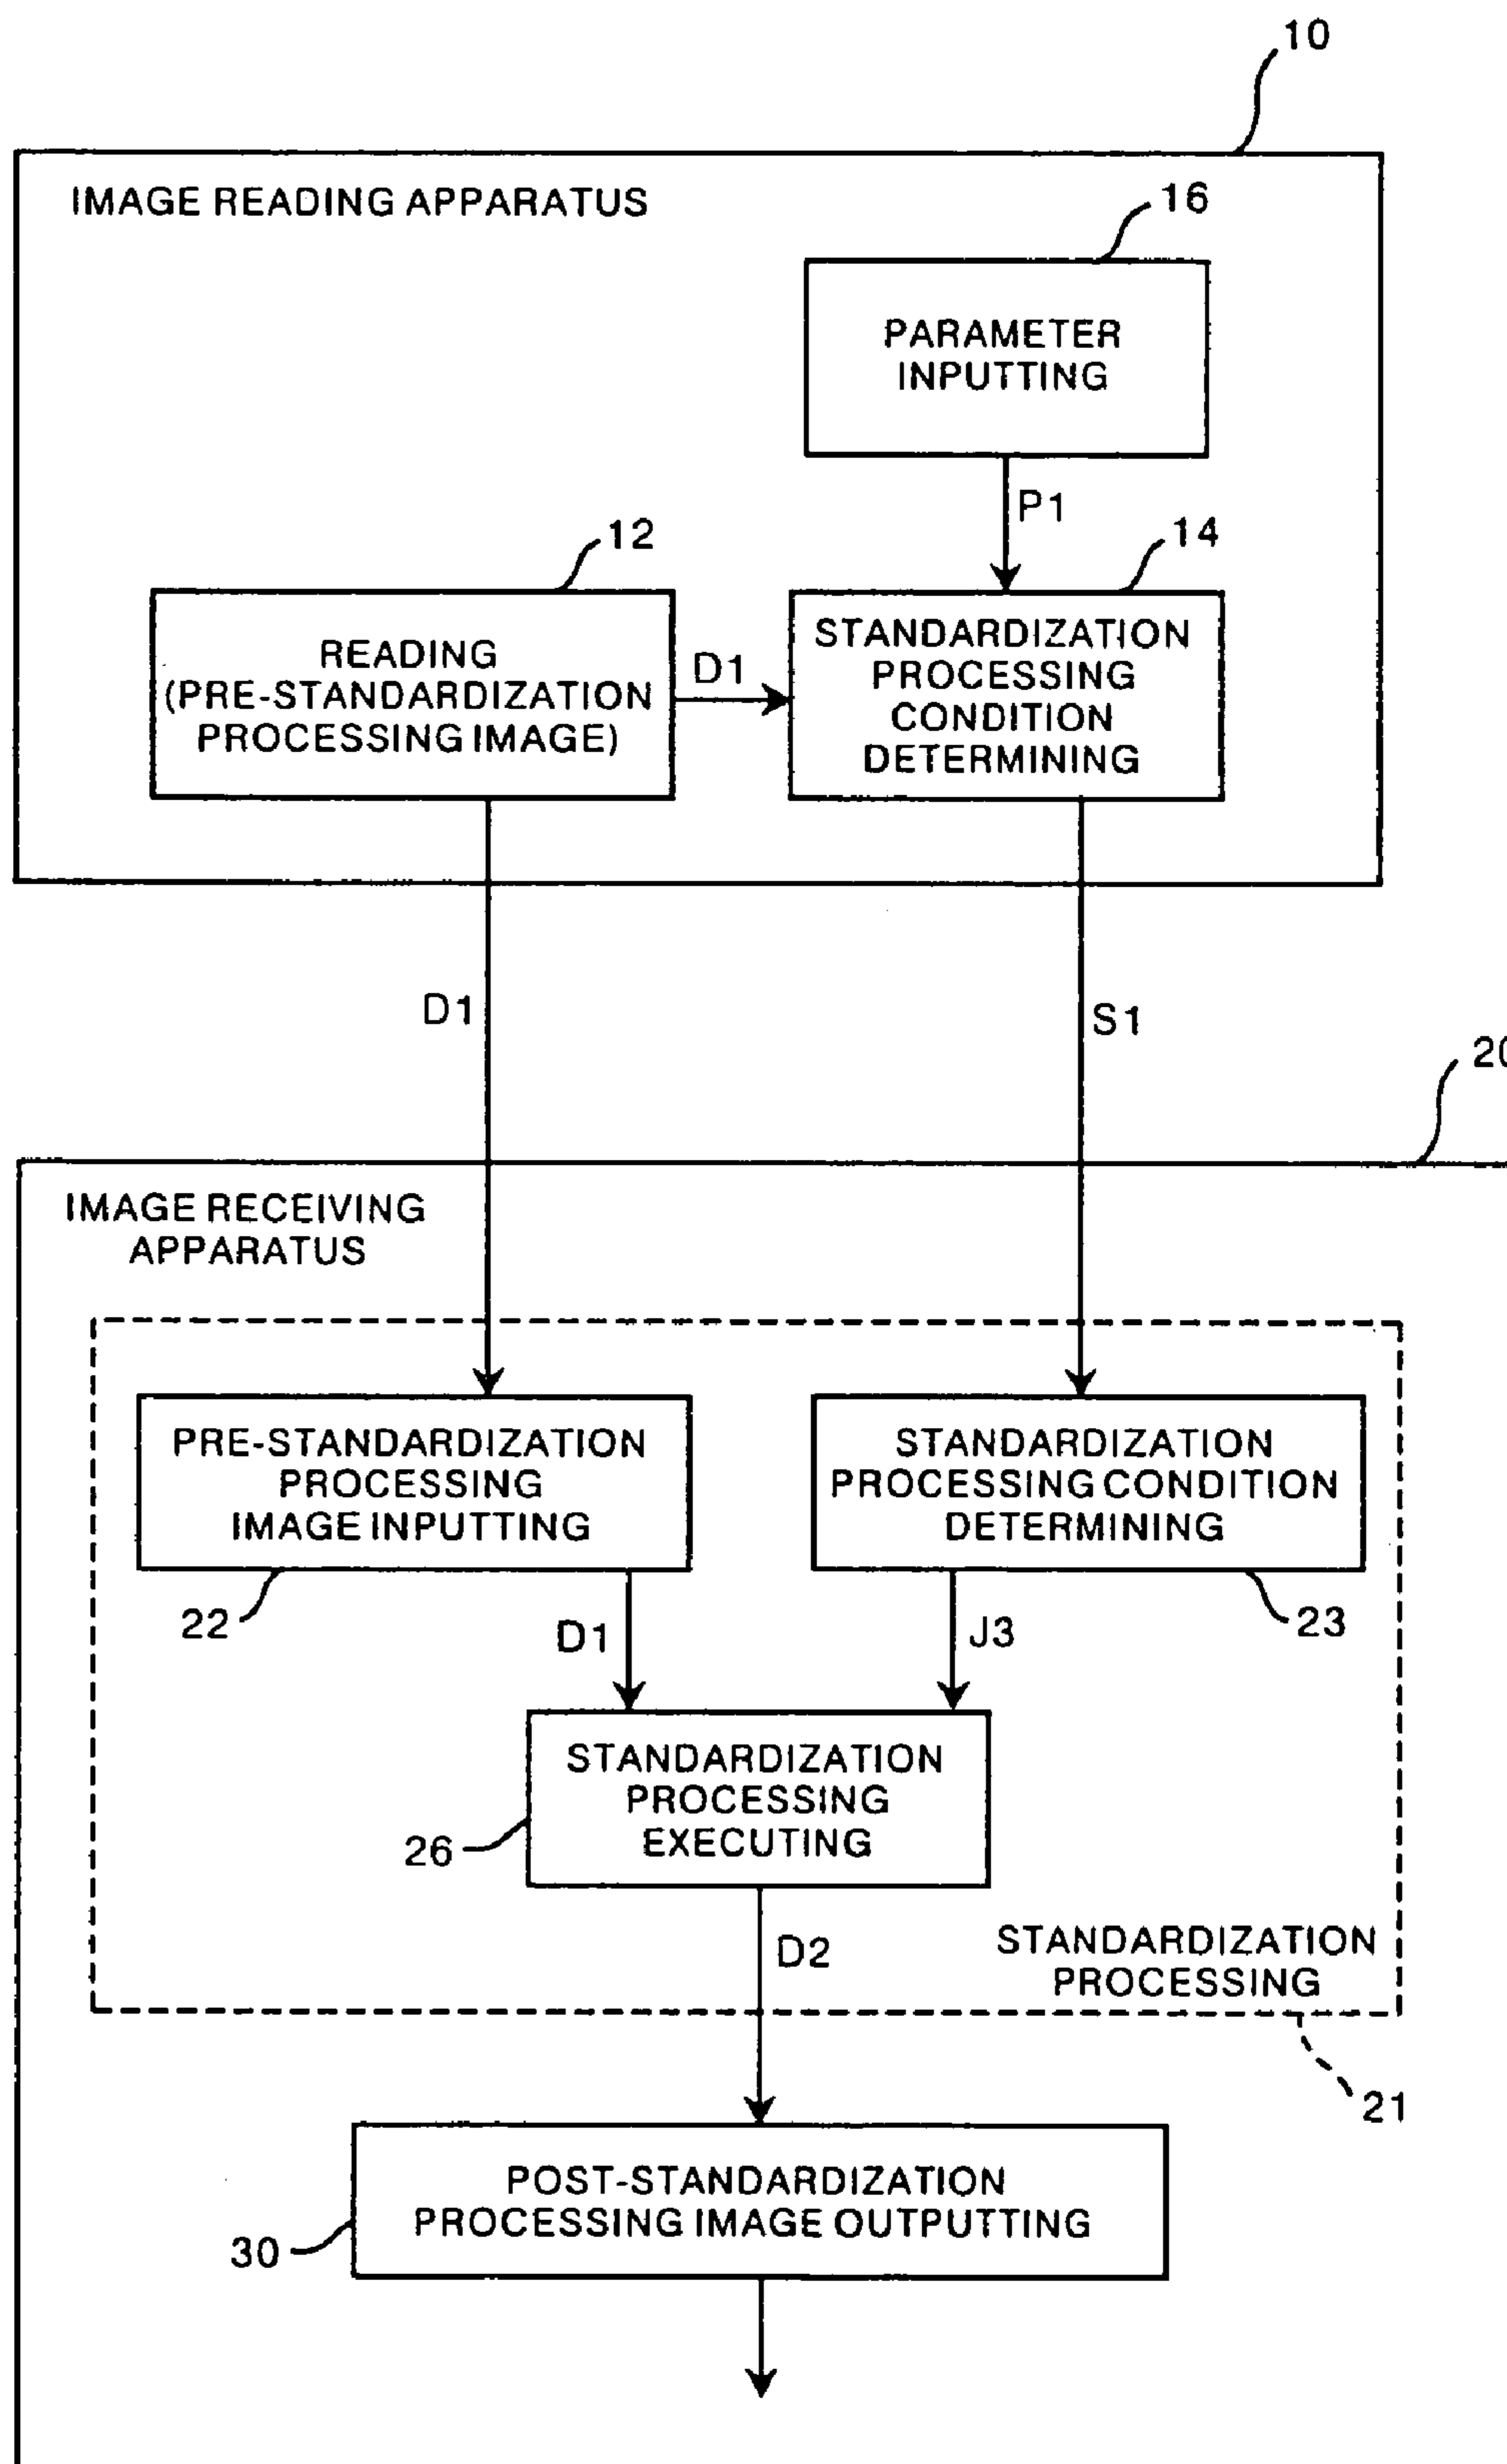 10
IMAGE READING APPARATUS
16
PARAMETER
INPUTTING
P1
12
14
READING
(PRE-STANDARDIZATION
PROCESSING IMAGE)
D1
STANDARDIZATION
PROCESSING
CONDITION
DETERMINING
D1
S1
20
IMAGE RECEIVING
APPARATUS
PRE-STANDARDIZATION
PROCESSING
IMAGE INPUTTING
STANDARDIZATION
PROCESSING CONDITION
DETERMINING
22
D1
J3
23
STANDARDIZATION
PROCESSING
EXECUTING
26
D2
STANDARDIZATION
PROCESSING
21
POST-STANDARDIZATION
PROCESSING IMAGE OUTPUTTING
30